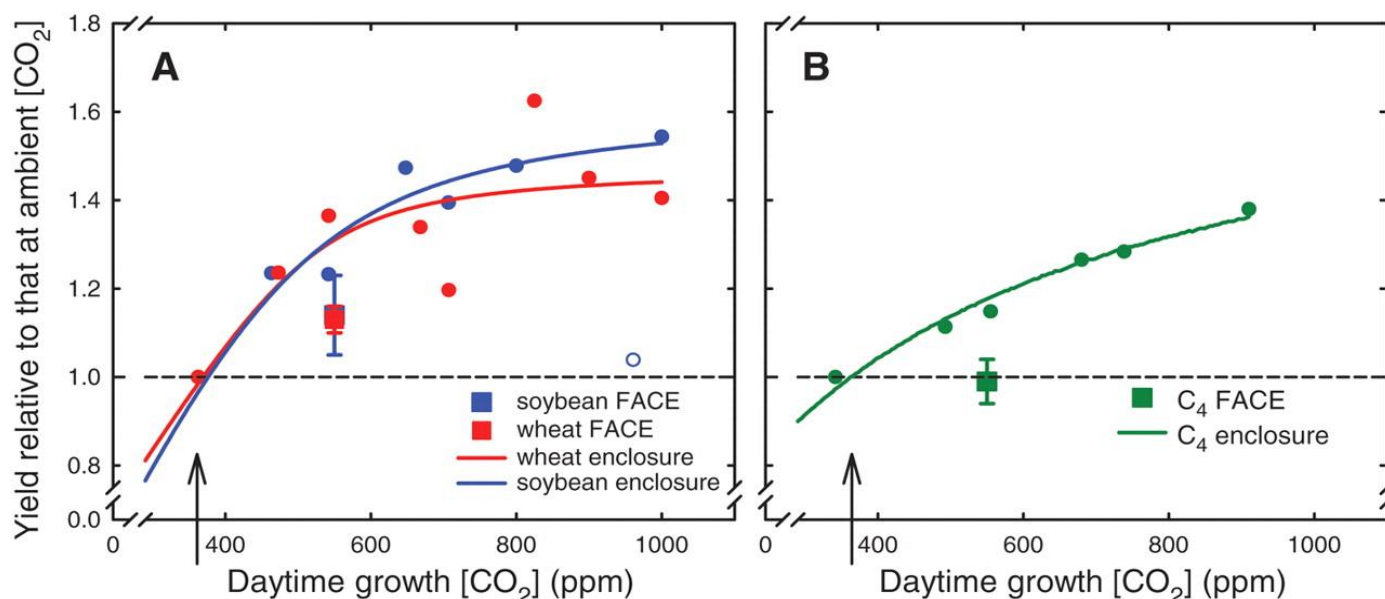 Yield relative to that at ambient [CO₂]
1.8
1.6
1.4
1.2
1.0
0.8
0.0
A
soybean FACE
wheat FACE
wheat enclosure
soybean enclosure
0 400 600 800 1000
Daytime growth [CO₂] (ppm)
B
C₄ FACE
C₄ enclosure
0 400 600 800 1000
Daytime growth [CO₂] (ppm)